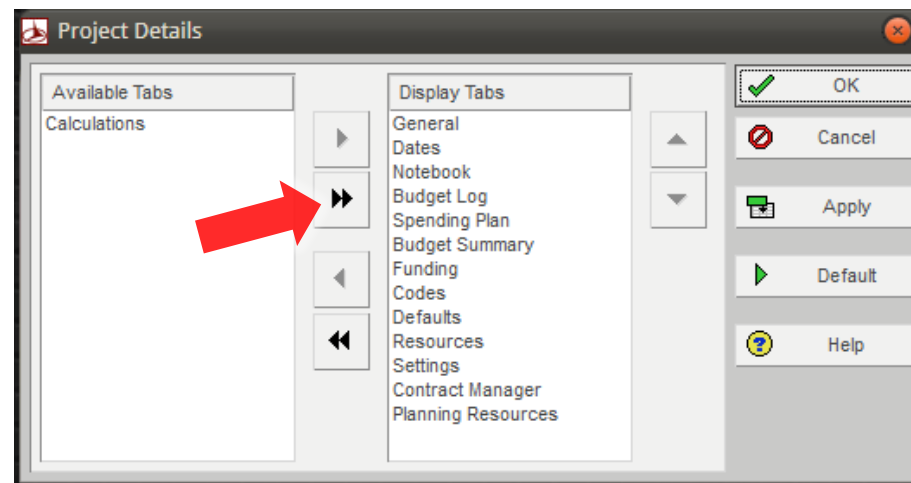 Project Details
Available Tabs
Calculations
Display Tabs
General
Dates
Notebook
Budget Log
Spending Plan
Budget Summary
Funding
Codes
Defaults
Resources
Settings
Contract Manager
Planning Resources
OK
Cancel
Apply
Default
? Help